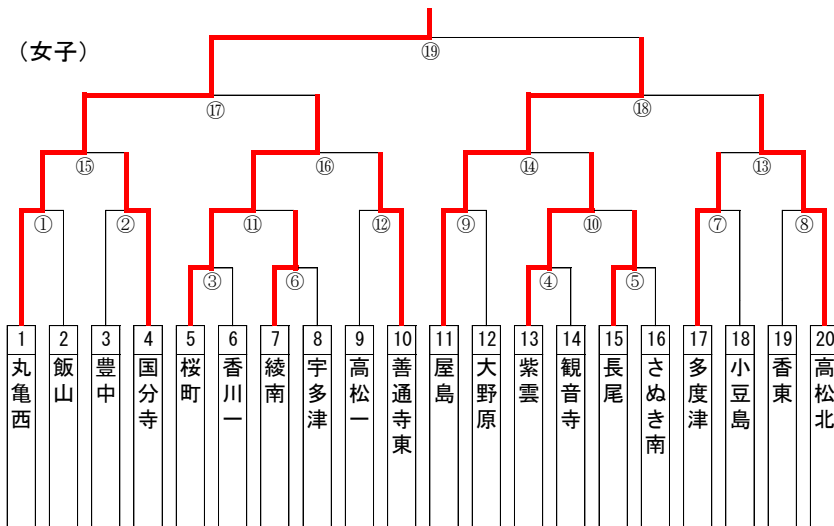 (女子)
⑲
⑰
⑱
⑮
⑯
⑭
⑬
①
②
⑪
⑫
⑨
⑩
⑦
⑧
③
⑥
④
⑤
1 2 3 4 5 6 7 8 9 10 11 12 13 14 15 16 17 18 19 20
丸亀西
飯山
豊中
国分寺
桜町
香川一
綾南
宇多津
高松一
善通寺東
屋島
大野原
紫雲
観音寺
長尾
さぬき南
多度津
小豆島
香東
高松北